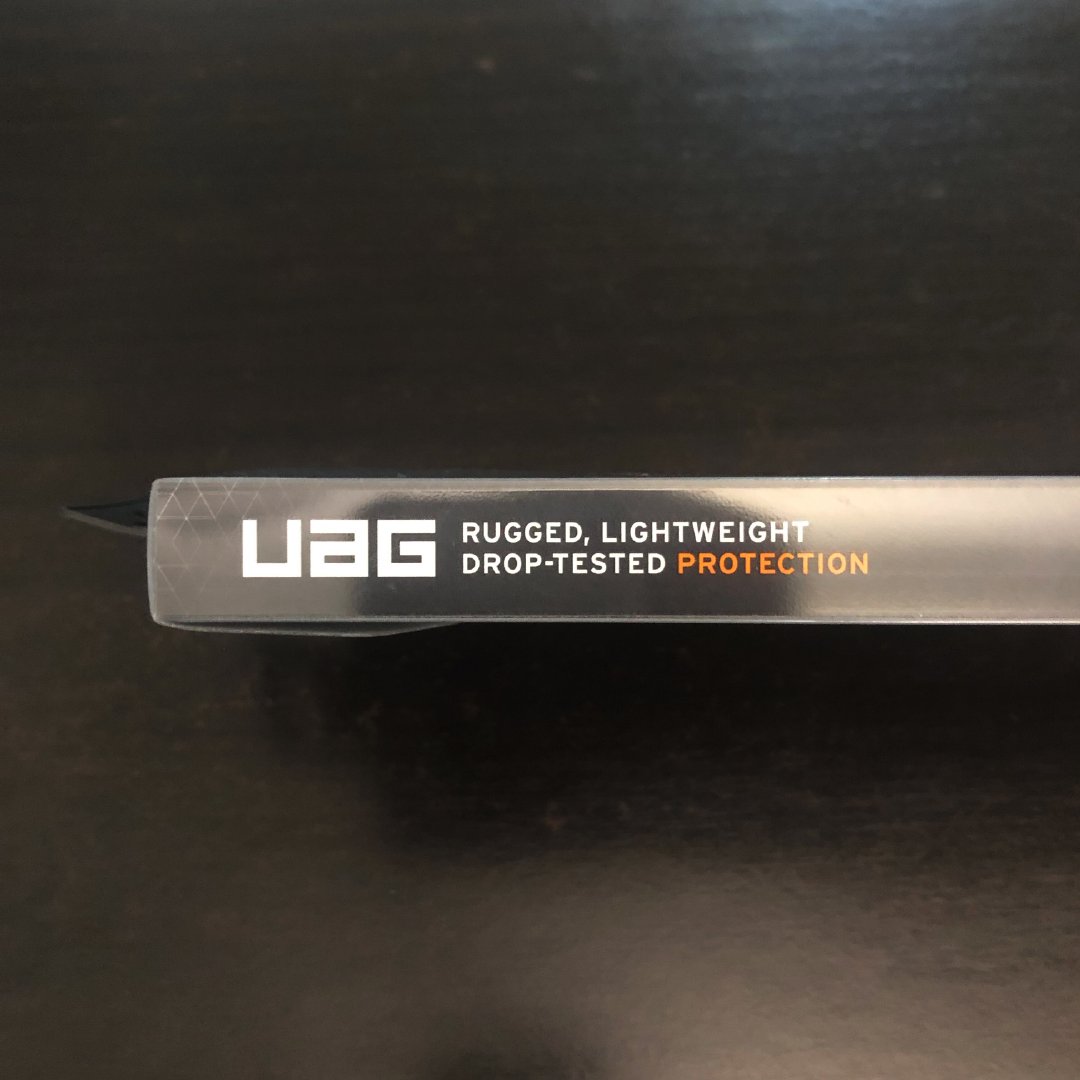 UAG
RUGGED, LIGHTWEIGHT
DROP-TESTED PROTECTION